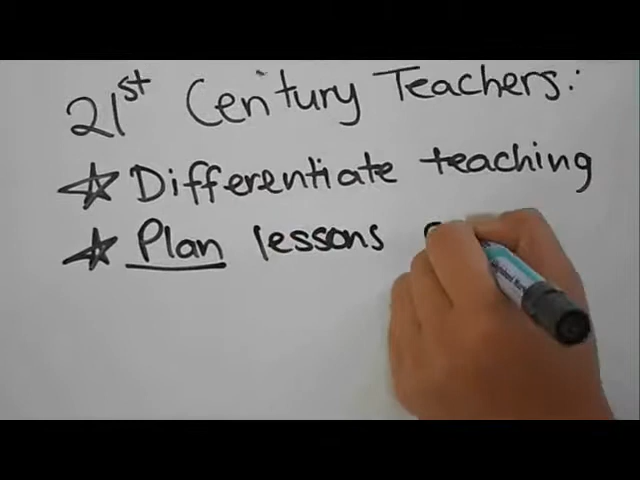 21st Century Teachers:
☆ Differentiate teaching
☆ Plan lessons